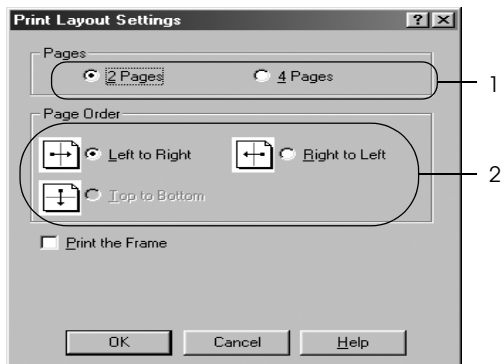 Print Layout Settings ? ×
Pages
2 Pages 4 Pages 1
Page Order
Left to Right Right to Left
2
Top to Bottom
Print the Frame
OK Cancel Help